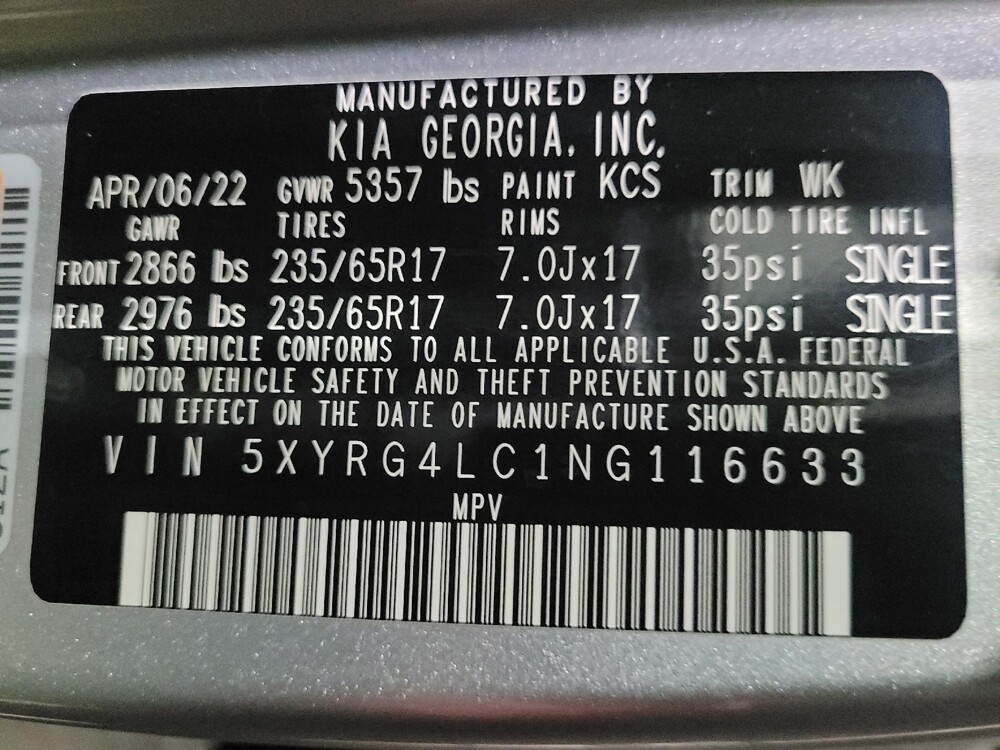 MANUFACTURED BY
KIA GEORGIA, INC.
APR/06/22 GVWR 5357 lbs PAINT KCS TRIM WK
GAWR TIRES RIMS COLD TIRE INFL
FRONT 2866 lbs 235/65R17 7.0Jx17 35psi SINGLE
REAR 2976 lbs 235/65R17 7.0Jx17 35psi SINGLE
THIS VEHICLE CONFORMS TO ALL APPLICABLE U.S.A. FEDERAL
MOTOR VEHICLE SAFETY AND THEFT PREVENTION STANDARDS
IN EFFECT ON THE DATE OF MANUFACTURE SHOWN ABOVE
VIN 5XYRG4LC1NG116633
MPV